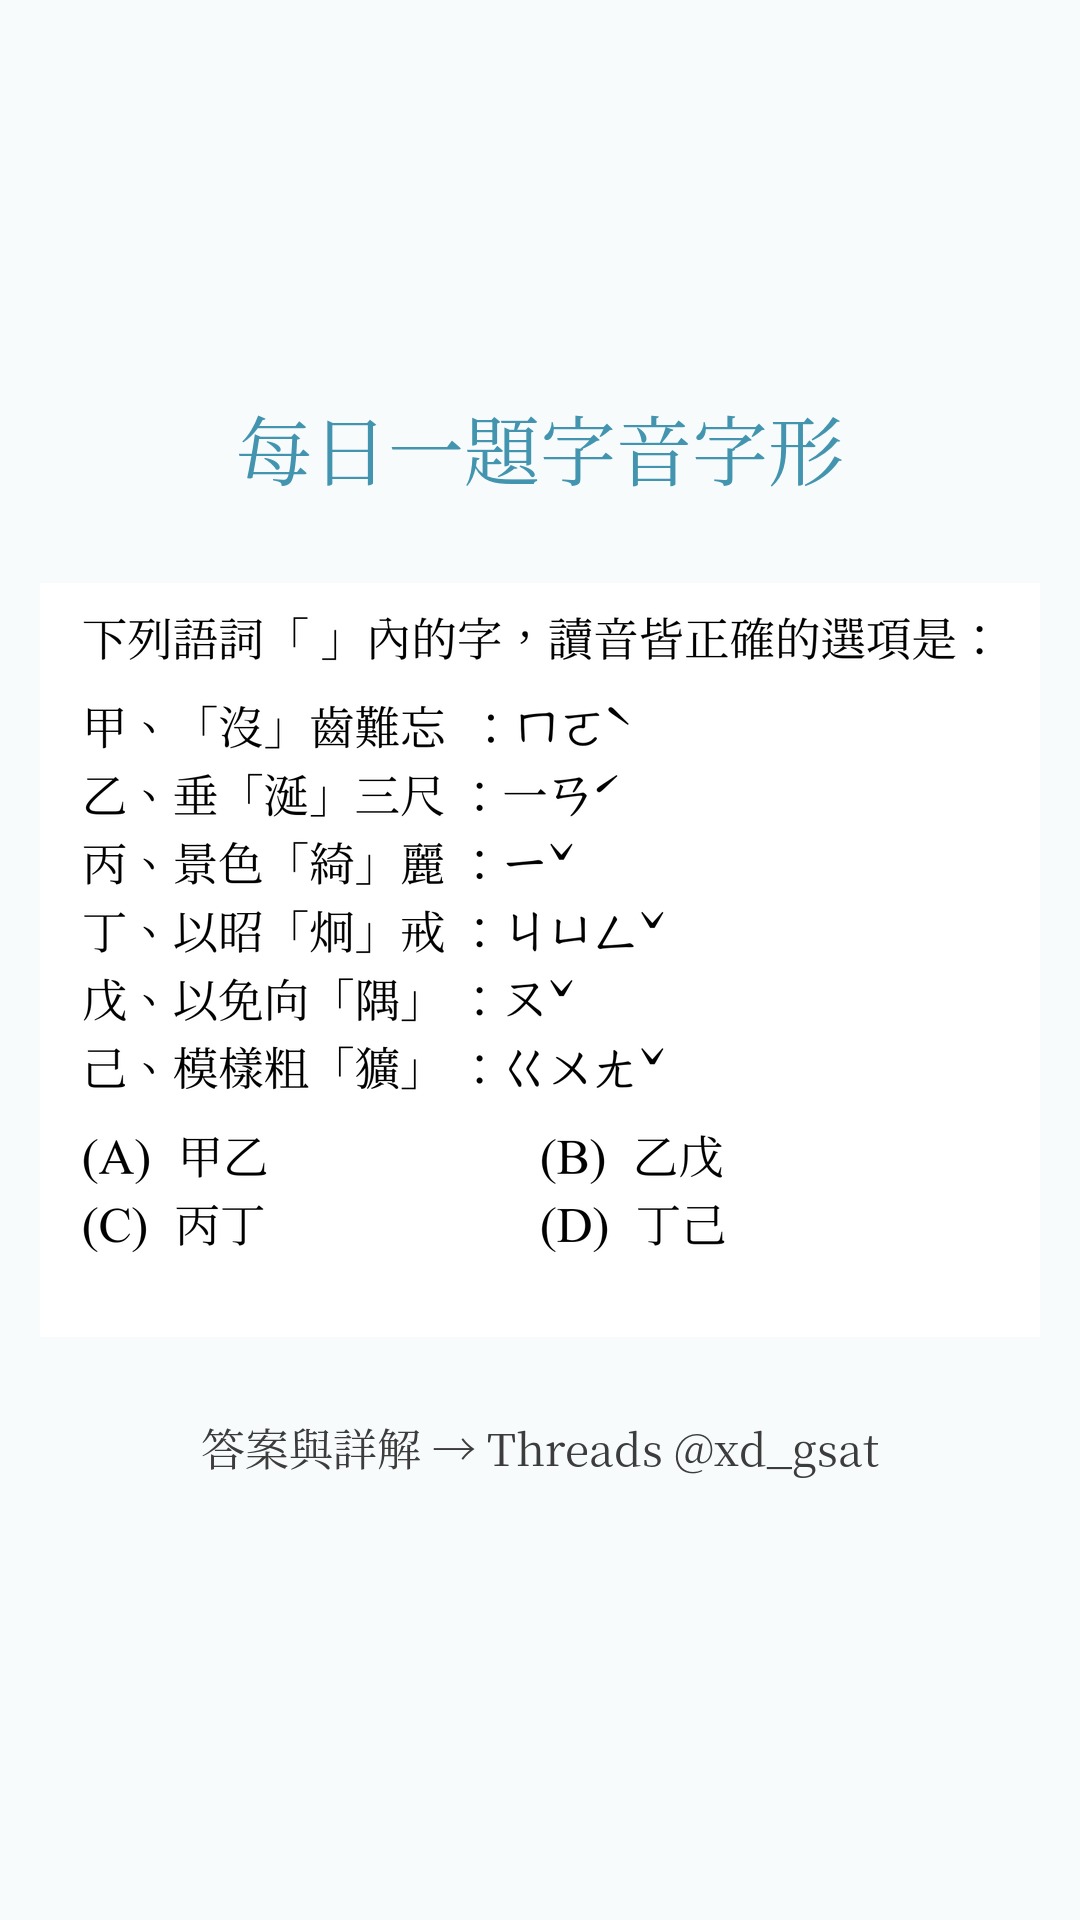 每日一題字音字形
下列語詞「 」內的字，讀音皆正確的選項是：
甲、「沒」齒難忘 ：ㄇㄛˋ
乙、垂「涎」三尺 ：ㄧㄢˊ
丙、景色「綺」麗 ：ㄧˇ
丁、以昭「炯」戒 ：ㄐㄩㄥˇ
戊、以免向「隅」 ：ㄡˇ
己、模樣粗「獷」 ：ㄍㄨㄤˇ
(A) 甲乙 (B) 乙戊
(C) 丙丁 (D) 丁己
答案與詳解 → Threads @xd_gsat